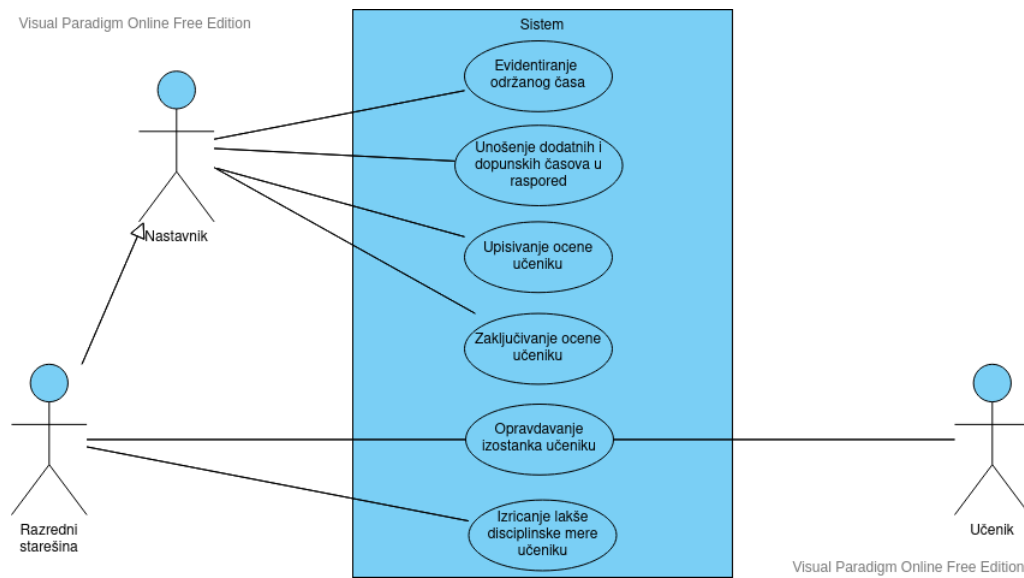 Visual Paradigm Online Free Edition
Sistem
Evidentiranje
održanog časa
Unošenje dodatnih i
dopunskih časova u
raspored
Nastavnik
Upisivanje ocene
učeniku
Zaključivanje ocene
učeniku
Opravdavanje
izostanka učeniku
Izricanje lakše
disciplinske mere
učeniku
Razredni
starešina
Učenik
Visual Paradigm Online Free Edition